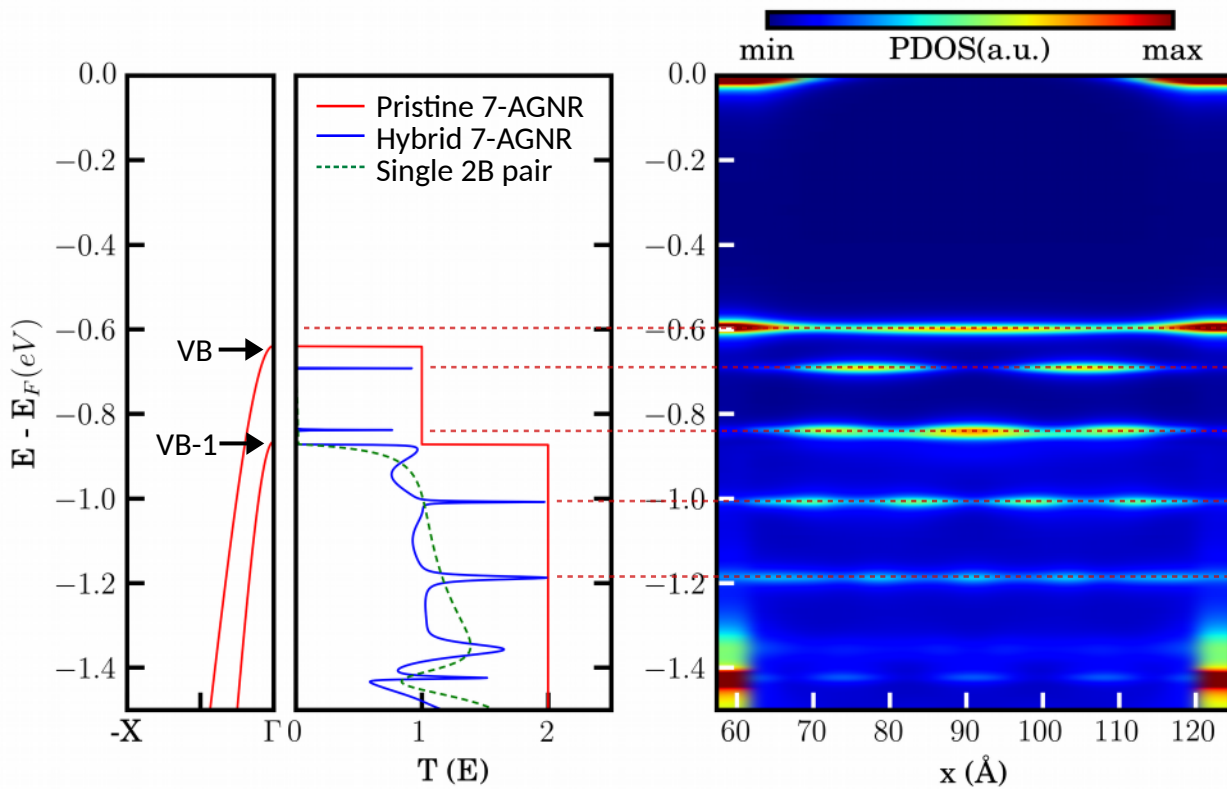 min PDOS(a.u.) max
0.0 0.0
Pristine 7-AGNR
Hybrid 7-AGNR
Single 2B pair
−0.2 −0.2
−0.4 −0.4
−0.6 −0.6
VB
−0.8 −0.8
VB-1
E - E_F(eV)
−1.0 −1.0
−1.2 −1.2
−1.4 −1.4
-X Γ 0 1 2 60 70 80 90 100 110 120
T (E) x (Å)